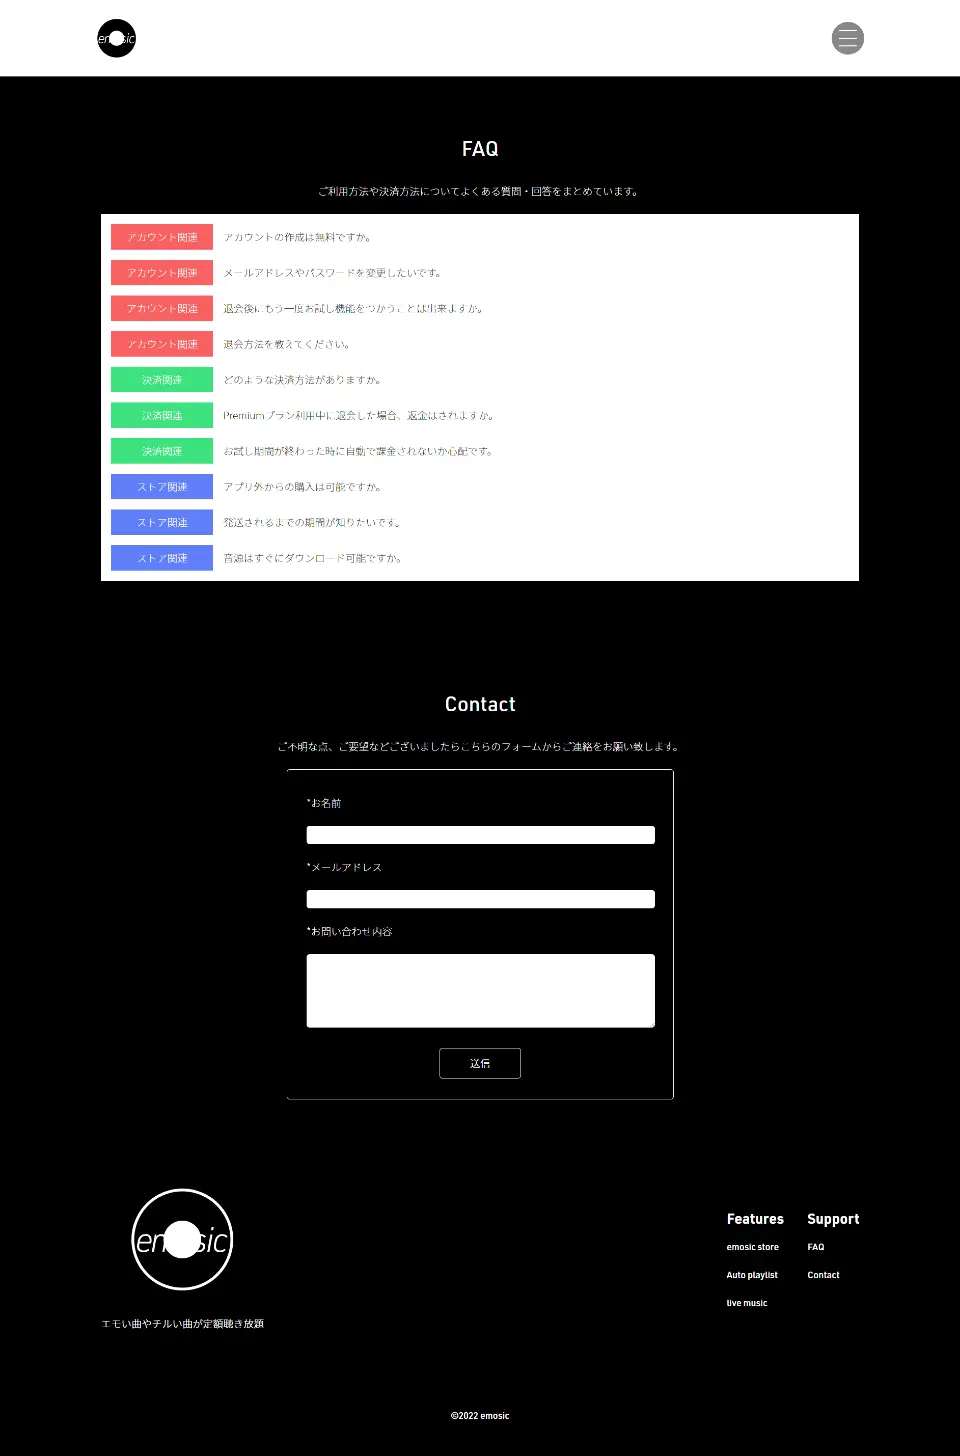 emosic
FAQ
ご利用方法や決済方法についてよくある質問・回答をまとめています。
アカウント関連 アカウントの作成は無料ですか。
アカウント関連 メールアドレスやパスワードを変更したいです。
アカウント関連 退会後にもう一度お試し機能をつかうことは出来ますか。
アカウント関連 退会方法を教えてください。
決済関連 どのような決済方法がありますか。
決済関連 Premiumプラン利用中に退会した場合、返金はされますか。
決済関連 お試し期間が終わった時に自動で課金されないか心配です。
ストア関連 アプリ外からの購入は可能ですか。
ストア関連 発送されるまでの期間が知りたいです。
ストア関連 音源はすぐにダウンロード可能ですか。
Contact
ご不明な点、ご要望などございましたらこちらのフォームからご連絡をお願い致します。
*お名前
*メールアドレス
*お問い合わせ内容
送信
emosic
エモい曲やチルい曲が定額聴き放題
Features
emosic store
Auto playlist
live music
Support
FAQ
Contact
©2022 emosic